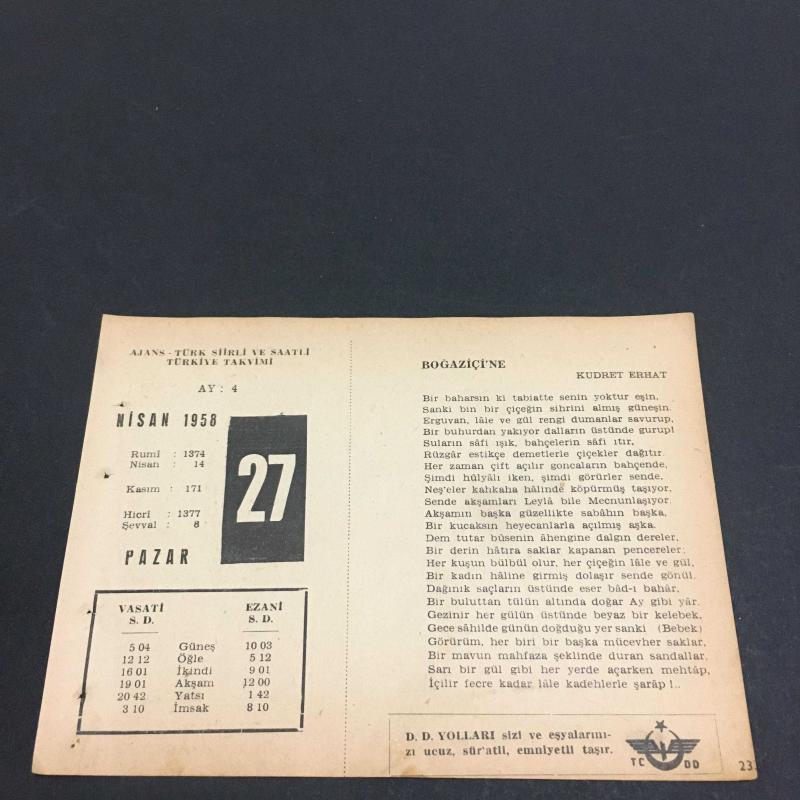 AJANS - TÜRK SİİRLİ VE SAATLİ
TÜRKİYE TAKVİMİ
AY : 4
NİSAN 1958
Rumî : 1374
Nisan : 14
Kasım : 171
Hicrî : 1377
Şevval : 8
27
PAZAR
VASATİ EZANİ
S. D. S. D.
5 04 Güneş 10 03
12 12 Öğle 5 12
16 01 İkindi 9 01
19 01 Akşam 12 00
20 42 Yatsı 1 42
3 10 İmsak 8 10
BOĞAZİÇİ'NE
KUDRET ERHAT
Bir baharsın ki tabiatte senin yoktur eşin,
Sanki bin bir çiçeğin sihrini almış güneşin.
Erguvan, lâle ve gül rengi dumanlar savurup,
Bir buhurdan yakıyor dalların üstünde gurup!
Suların sâfi ışık, bahçelerin sâfi ıtır,
Rüzgâr estikçe demetlerle çiçekler dağıtır.
Her zaman çift açılır goncaların bahçende,
Şimdi hülyâlı iken, şimdi görürler sende,
Neş'eler kahkaha hâlinde köpürmüş taşıyor,
Sende akşamları Leylâ bile Mecnunlaşıyor.
Akşamın başka güzellikte sabâhın başka,
Bir kucaksın heyecanlarla açılmış aşka.
Dem tutar bûsenin âhengine dalgın dereler,
Bir derin hâtıra saklar kapanan pencereler;
Her kuşun bülbül olur, her çiçeğin lâle ve gül,
Bir kadın hâline girmiş dolaşır sende gönül.
Dağınık saçların üstünde eser bâd-ı bahâr,
Bir buluttan tülün altında doğar Ay gibi yâr.
Gezinir her gülün üstünde beyaz bir kelebek,
Gece sâhilde günün doğduğu yer sanki (Bebek)
Görürüm, her biri bir başka mücevher saklar,
Bir mavun mahfaza şeklinde duran sandallar.
Sarı bir gül gibi her yerde açarken mehtâp,
İçilir fecre kadar lâle kadehlerle şarâp !..
D. D. YOLLARI sizi ve eşyalarını-
zı ucuz, sür'atli, emniyetli taşır.
TC DD
23